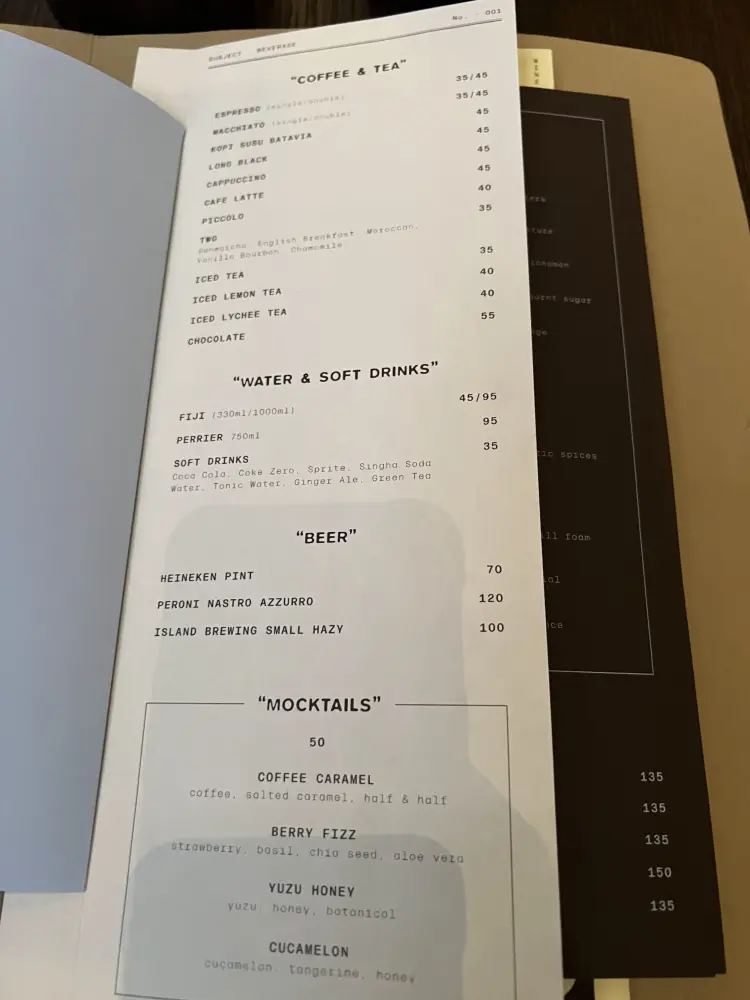 SUBJECT BEVERAGE No. 001
"COFFEE & TEA"
ESPRESSO (single/double) 35/45
MACCHIATO (single/double) 35/45
KOPI SUSU BATAVIA 45
LONG BLACK 45
CAPPUCCINO 45
CAFE LATTE 45
PICCOLO 40
TWG 35
Genmaicha, English Breakfast, Moroccan,
Vanilla Bourbon, Chamomile
ICED TEA 35
ICED LEMON TEA 40
ICED LYCHEE TEA 40
CHOCOLATE 55
"WATER & SOFT DRINKS"
FIJI (330ml/1000ml) 45/95
PERRIER 750ml 95
SOFT DRINKS 35
Coca Cola, Coke Zero, Sprite, Singha Soda
Water, Tonic Water, Ginger Ale, Green Tea
"BEER"
HEINEKEN PINT 70
PERONI NASTRO AZZURRO 120
ISLAND BREWING SMALL HAZY 100
"MOCKTAILS"
50
COFFEE CARAMEL
coffee, salted caramel, half & half
BERRY FIZZ
strawberry, basil, chia seed, aloe vera
YUZU HONEY
yuzu, honey, botanical
CUCAMELON
cucamelon, tangerine, honey
WINE
burnt sugar
spices
foam
135
135
135
150
135